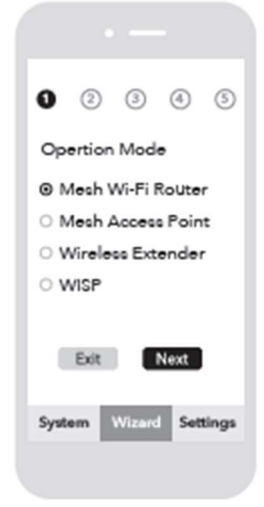 1 2 3 4 5
Opertion Mode
Mesh Wi-Fi Router
Mesh Access Point
Wireless Extender
WISP
Exit Next
System Wizard Settings